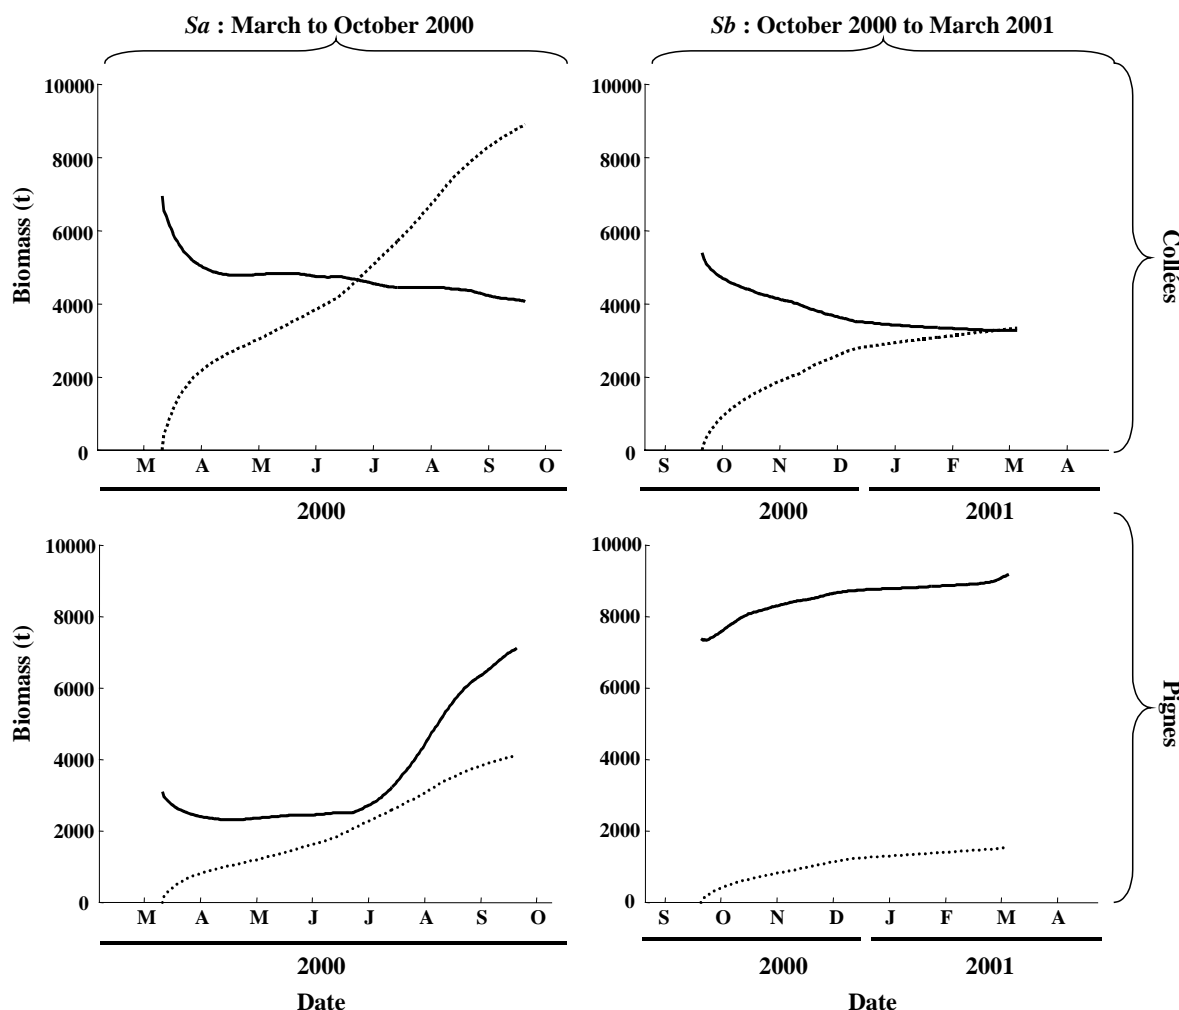 Sa : March to October 2000
Sb : October 2000 to March 2001
10000
8000
6000
4000
2000
0
Biomass (t)
M A M J J A S O
2000
10000
8000
6000
4000
2000
0
S O N D J F M A
2000 2001
Collées
10000
8000
6000
4000
2000
0
Biomass (t)
M A M J J A S O
2000
Date
10000
8000
6000
4000
2000
0
S O N D J F M A
2000 2001
Date
Pignes